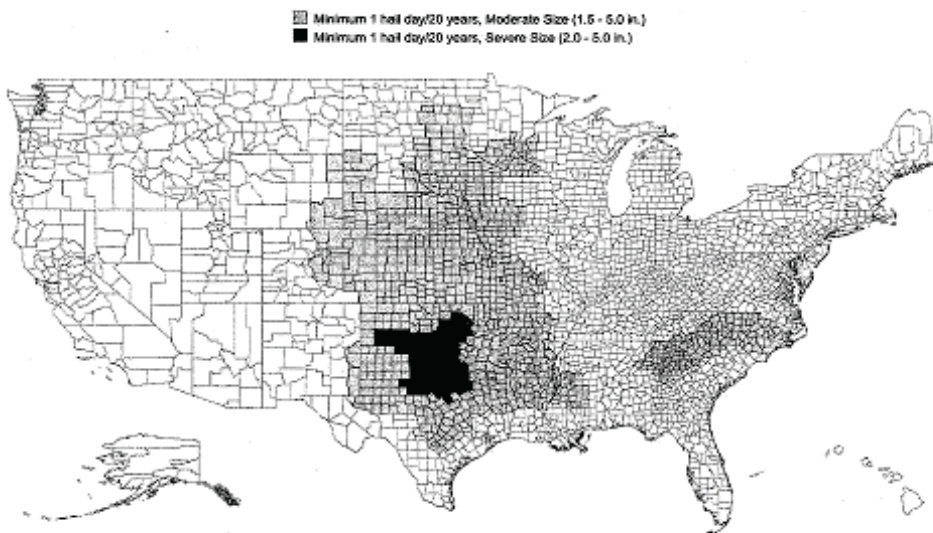 Minimum 1 hail day/20 years, Moderate Size (1.5 - 5.0 in.)
Minimum 1 hail day/20 years, Severe Size (2.0 - 5.0 in.)